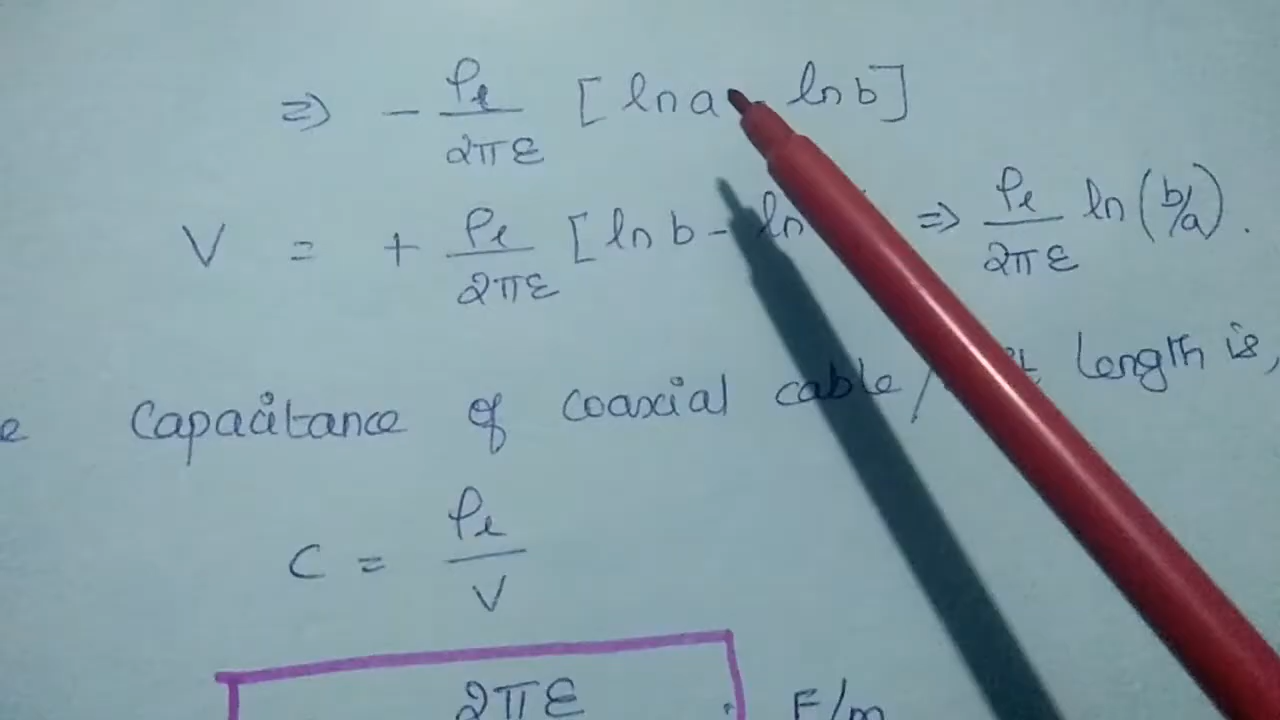 ⇒ - ρℓ/2πε [ln a - ln b]
V = + ρℓ/2πε [ln b - ln ⇒ ρℓ/2πε ln(b/a).
e Capacitance of coaxial cable/ length is,
C = ρℓ/V
2πε F/m